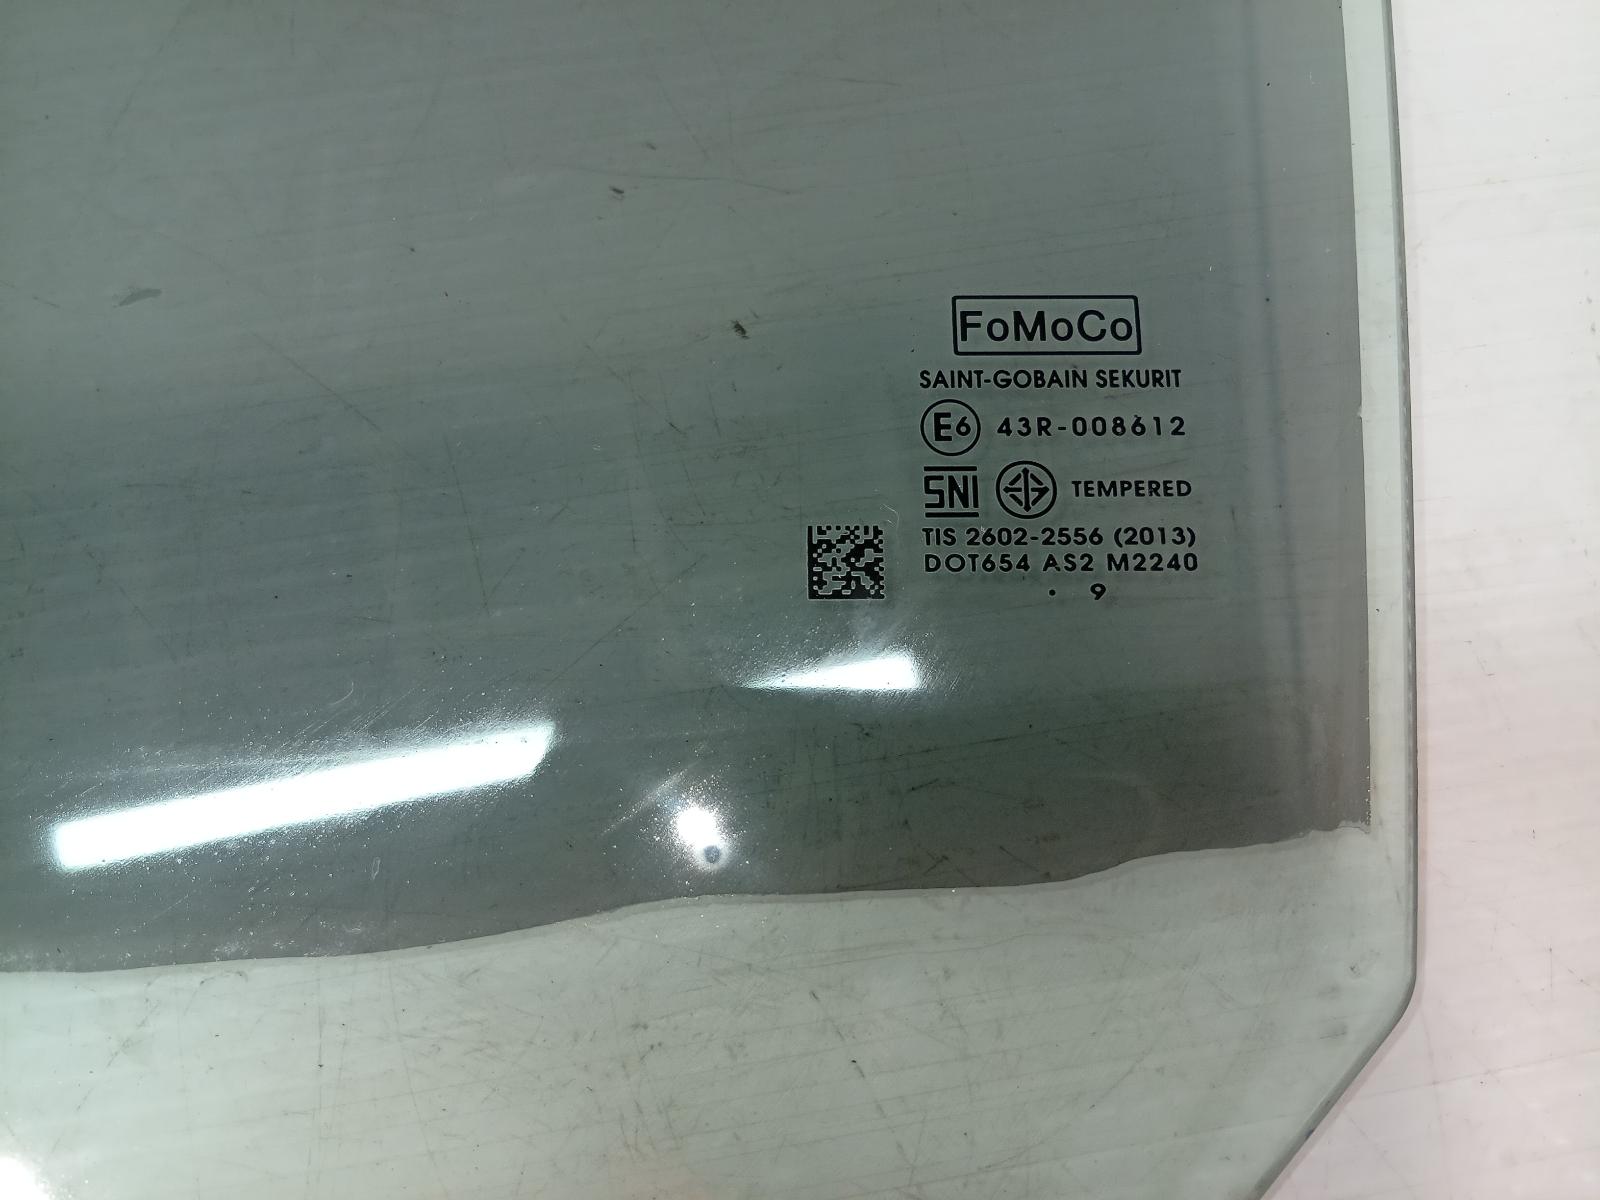 FoMoCo
SAINT-GOBAIN SEKURIT
E6 43R-008612
SNI TEMPERED
TIS 2602-2556 (2013)
DOT654 AS2 M2240
. 9